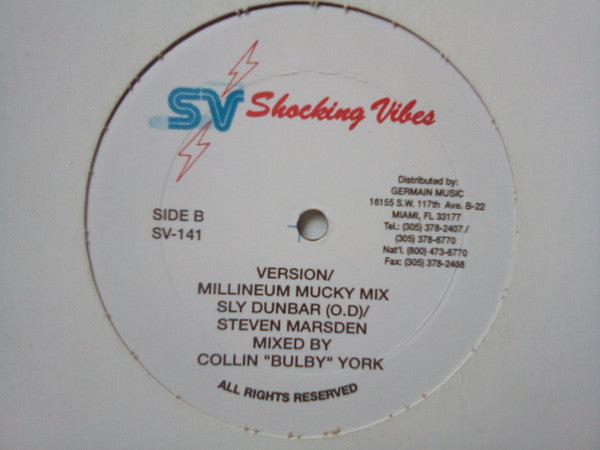 SV Shocking Vibes
Distributed by:
GERMAIN MUSIC
16155 S.W. 117th Ave. B-22
MIAMI, FL 33177
Tel.: (305) 378-2407 /
(305) 378-6770
Nat'l. (800) 473-6770
Fax: (305) 378-2408
SIDE B
SV-141
VERSION/
MILLINEUM MUCKY MIX
SLY DUNBAR (O.D)/
STEVEN MARSDEN
MIXED BY
COLLIN "BULBY" YORK
ALL RIGHTS RESERVED